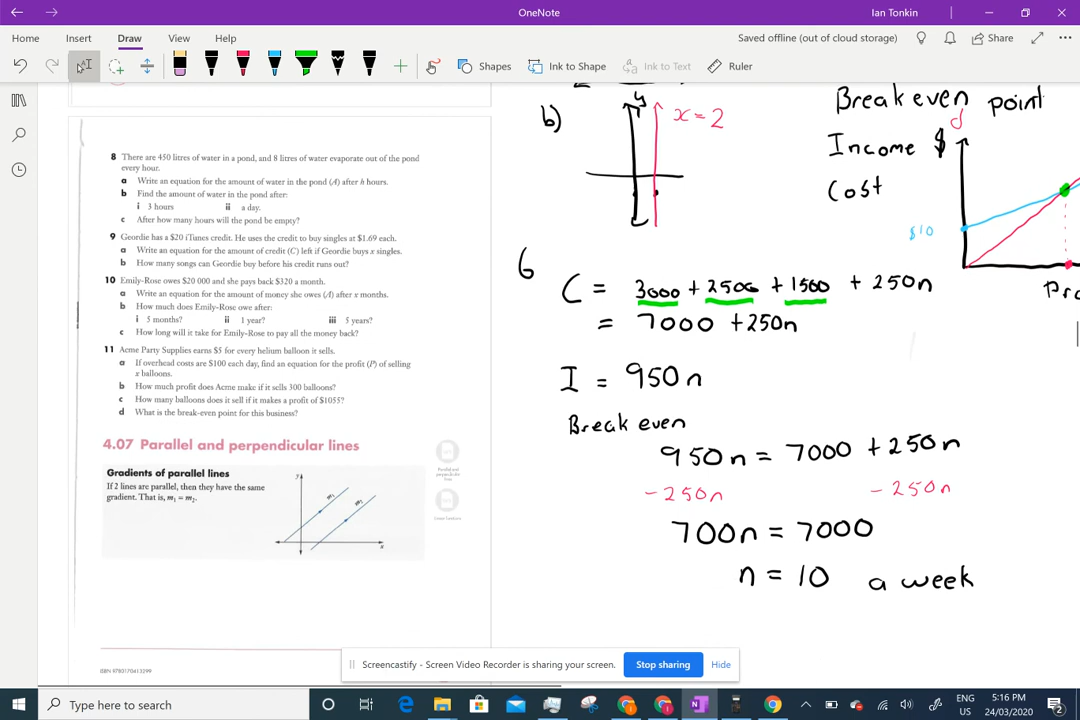 OneNote
Ian Tonkin
Home Insert Draw View Help
Saved offline (out of cloud storage)
Share
Shapes
Ink to Shape
Ink to Text
Ruler
8 There are 450 litres of water in a pond, and 8 litres of water evaporate out of the pond
every hour.
a Write an equation for the amount of water in the pond (A) after h hours.
b Find the amount of water in the pond after:
i 3 hours ii a day.
c After how many hours will the pond be empty?
9 Geordie has a $20 iTunes credit. He uses the credit to buy singles at $1.69 each.
a Write an equation for the amount of credit (C) left if Geordie buys x singles.
b How many songs can Geordie buy before his credit runs out?
10 Emily-Rose owes $20 000 and she pays back $320 a month.
a Write an equation for the amount of money she owes (A) after x months.
b How much does Emily-Rose owe after:
i 5 months? ii 1 year? iii 5 years?
c How long will it take for Emily-Rose to pay all the money back?
11 Acme Party Supplies earns $5 for every helium balloon it sells.
a If overhead costs are $100 each day, find an equation for the profit (P) of selling
x balloons.
b How much profit does Acme make if it sells 300 balloons?
c How many balloons does it sell if it makes a profit of $1055?
d What is the break-even point for this business?
4.07 Parallel and perpendicular lines
Gradients of parallel lines
If 2 lines are parallel, then they have the same
gradient. That is, m₁ = m₂.
y
m₁
m₂
x
ISBN 9780170413299
b)
y
x = 2
Break even point
d
Income $
Cost
$10
Pro
6
C = 3000 + 2500 + 1500 + 250n
= 7000 + 250n
I = 950n
Break even
950n = 7000 + 250n
-250n -250n
700n = 7000
n = 10 a week
Screencastify - Screen Video Recorder is sharing your screen.
Stop sharing
Hide
Type here to search
ENG
US
5:16 PM
24/03/2020
2